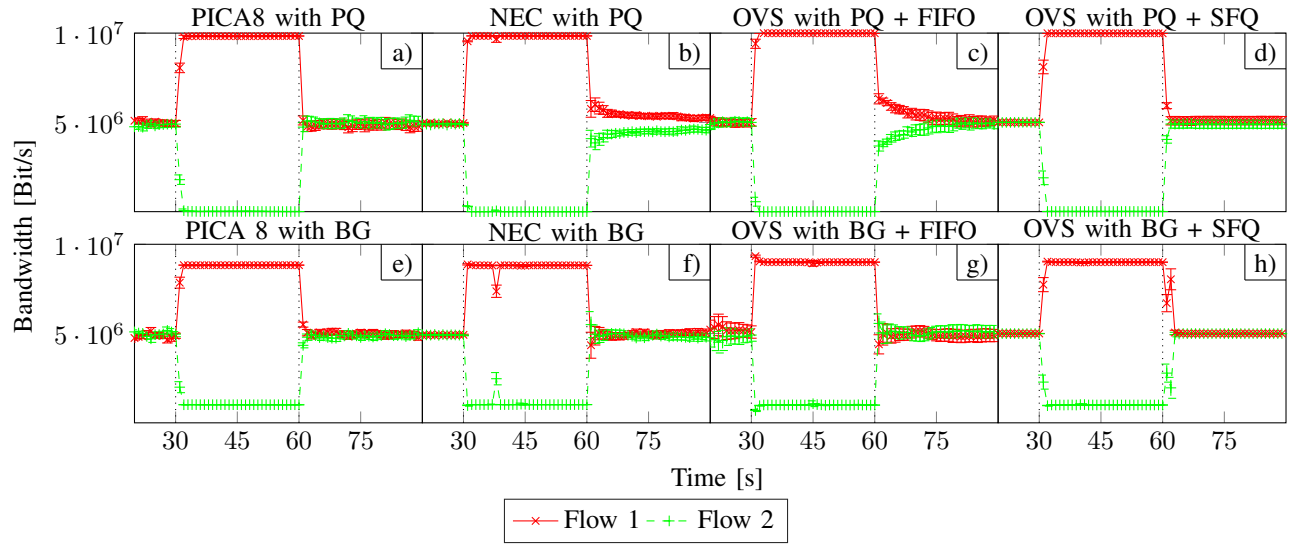 PICA8 with PQ
NEC with PQ
OVS with PQ + FIFO
OVS with PQ + SFQ
1 · 10^7
5 · 10^6
a)
b)
c)
d)
PICA 8 with BG
NEC with BG
OVS with BG + FIFO
OVS with BG + SFQ
1 · 10^7
5 · 10^6
e)
f)
g)
h)
Bandwidth [Bit/s]
30 45 60 75 30 45 60 75 30 45 60 75 30 45 60 75
Time [s]
Flow 1 Flow 2